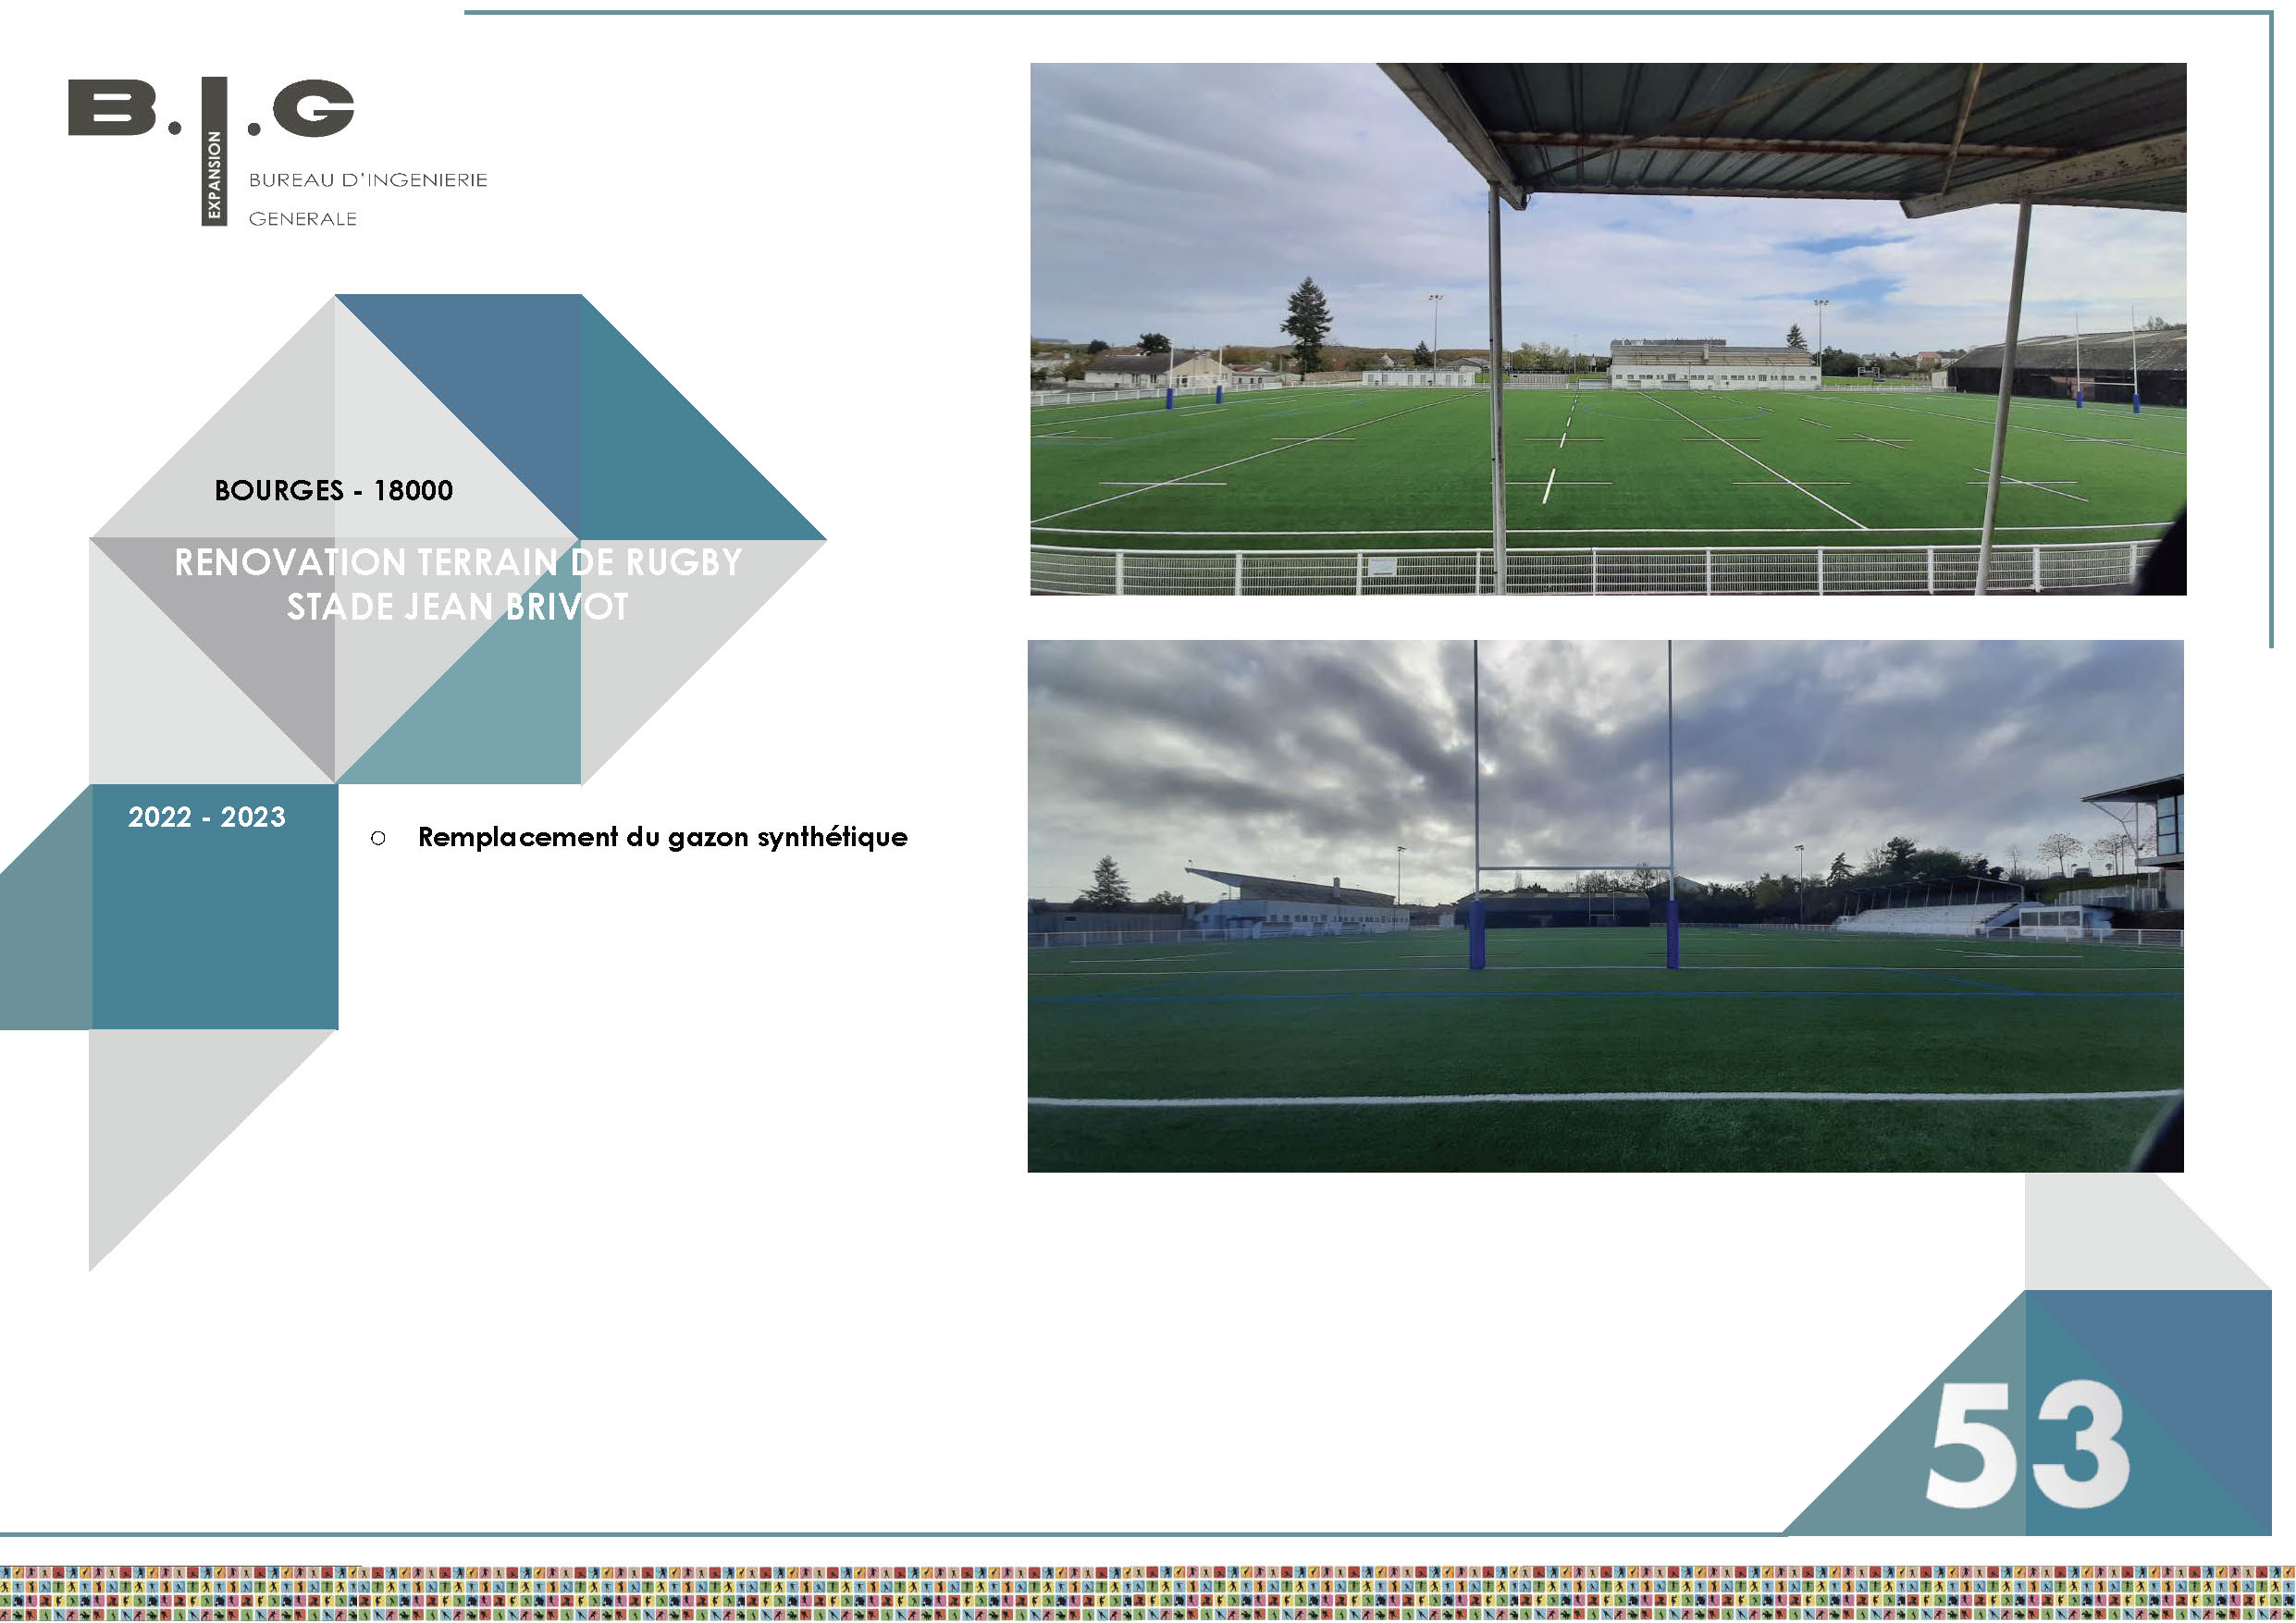 B.I.G
EXPANSION
BUREAU D'INGENIERIE
GENERALE
BOURGES - 18000
RENOVATION TERRAIN DE RUGBY
STADE JEAN BRIVOT
2022 - 2023
○ Remplacement du gazon synthétique
53